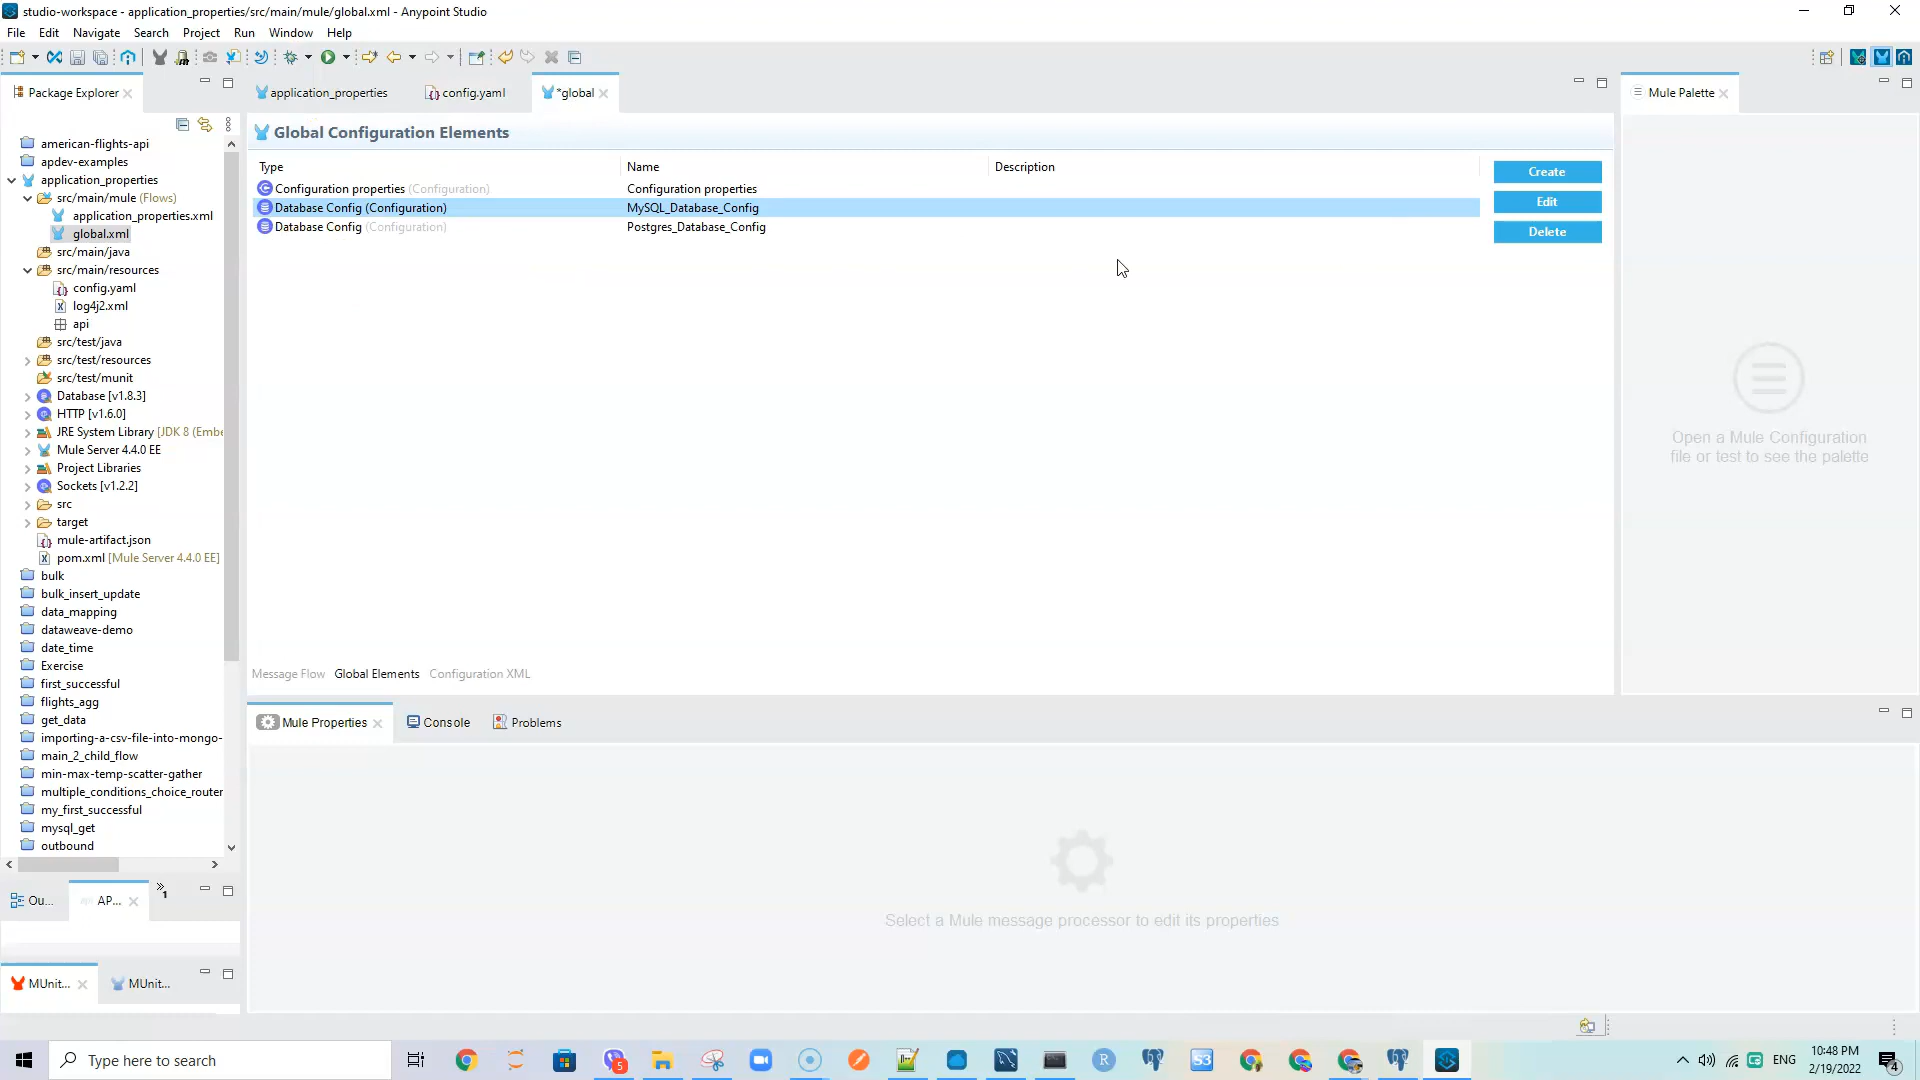 studio-workspace - application_properties/src/main/mule/global.xml - Anypoint Studio
File Edit Navigate Search Project Run Window Help
Package Explorer
application_properties
config.yaml
*global
Mule Palette
american-flights-api
apdev-examples
application_properties
src/main/mule (Flows)
application_properties.xml
global.xml
src/main/java
src/main/resources
config.yaml
log4j2.xml
api
src/test/java
src/test/resources
src/test/munit
Database [v1.8.3]
HTTP [v1.6.0]
JRE System Library [JDK 8 (Embe
Mule Server 4.4.0 EE
Project Libraries
Sockets [v1.2.2]
src
target
mule-artifact.json
pom.xml [Mule Server 4.4.0 EE]
bulk
bulk_insert_update
data_mapping
dataweave-demo
date_time
Exercise
first_successful
flights_agg
get_data
importing-a-csv-file-into-mongo-
main_2_child_flow
min-max-temp-scatter-gather
multiple_conditions_choice_router
my_first_successful
mysql_get
outbound
Ou...
AP...
1
MUnit...
MUnit...
Global Configuration Elements
Type Name Description
Configuration properties (Configuration) Configuration properties
Database Config (Configuration) MySQL_Database_Config
Database Config (Configuration) Postgres_Database_Config
Create
Edit
Delete
Message Flow Global Elements Configuration XML
Open a Mule Configuration
file or test to see the palette
Mule Properties
Console
Problems
Select a Mule message processor to edit its properties
Type here to search
5
R
S3
ENG
10:48 PM
2/19/2022
4